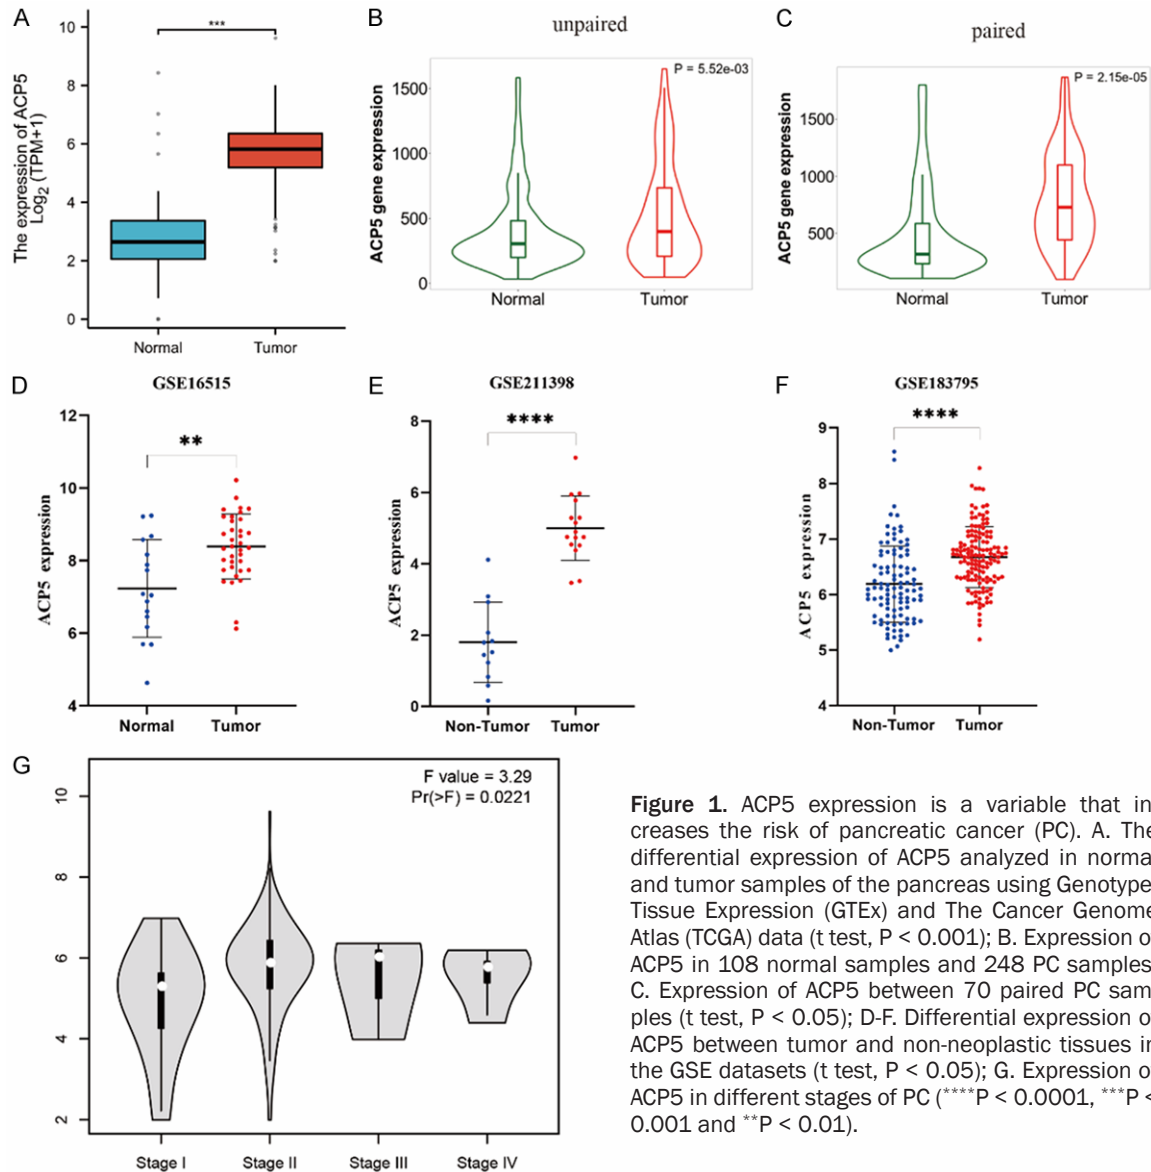 A
The expression of ACP5
Log2 (TPM+1)
10
8
6
4
2
0
***
Normal
Tumor
B
unpaired
P = 5.52e-03
ACP5 gene expression
1500
1000
500
0
Normal
Tumor
C
paired
P = 2.15e-05
ACP5 gene expression
1500
1000
500
Normal
Tumor
D
GSE16515
**
ACP5 expression
12
10
8
6
4
Normal
Tumor
E
GSE211398
****
ACP5 expression
8
6
4
2
0
Non-Tumor
Tumor
F
GSE183795
****
ACP5 expression
9
8
7
6
5
4
Non-Tumor
Tumor
G
F value = 3.29
Pr(>F) = 0.0221
10
8
6
4
2
Stage I
Stage II
Stage III
Stage IV
Figure 1. ACP5 expression is a variable that in
creases the risk of pancreatic cancer (PC). A. The
differential expression of ACP5 analyzed in norma
and tumor samples of the pancreas using Genotype
Tissue Expression (GTEx) and The Cancer Genome
Atlas (TCGA) data (t test, P < 0.001); B. Expression o
ACP5 in 108 normal samples and 248 PC samples
C. Expression of ACP5 between 70 paired PC sam
ples (t test, P < 0.05); D-F. Differential expression o
ACP5 between tumor and non-neoplastic tissues in
the GSE datasets (t test, P < 0.05); G. Expression o
ACP5 in different stages of PC (****P < 0.0001, ***P <
0.001 and **P < 0.01).